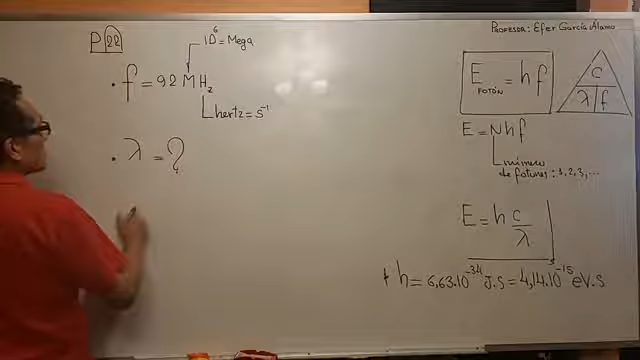 PROFESOR: Efer García Álamo
P 22
10⁶ = Mega
• f = 92 MHz
hertz = s⁻¹
• λ = ?
E = hf
FOTÓN
c
λ f
E = Nhf
número
de fotones: 1, 2, 3, ...
E = h c/λ
+ h = 6,63.10⁻³⁴ J.s = 4,14.10⁻¹⁵ eV.s